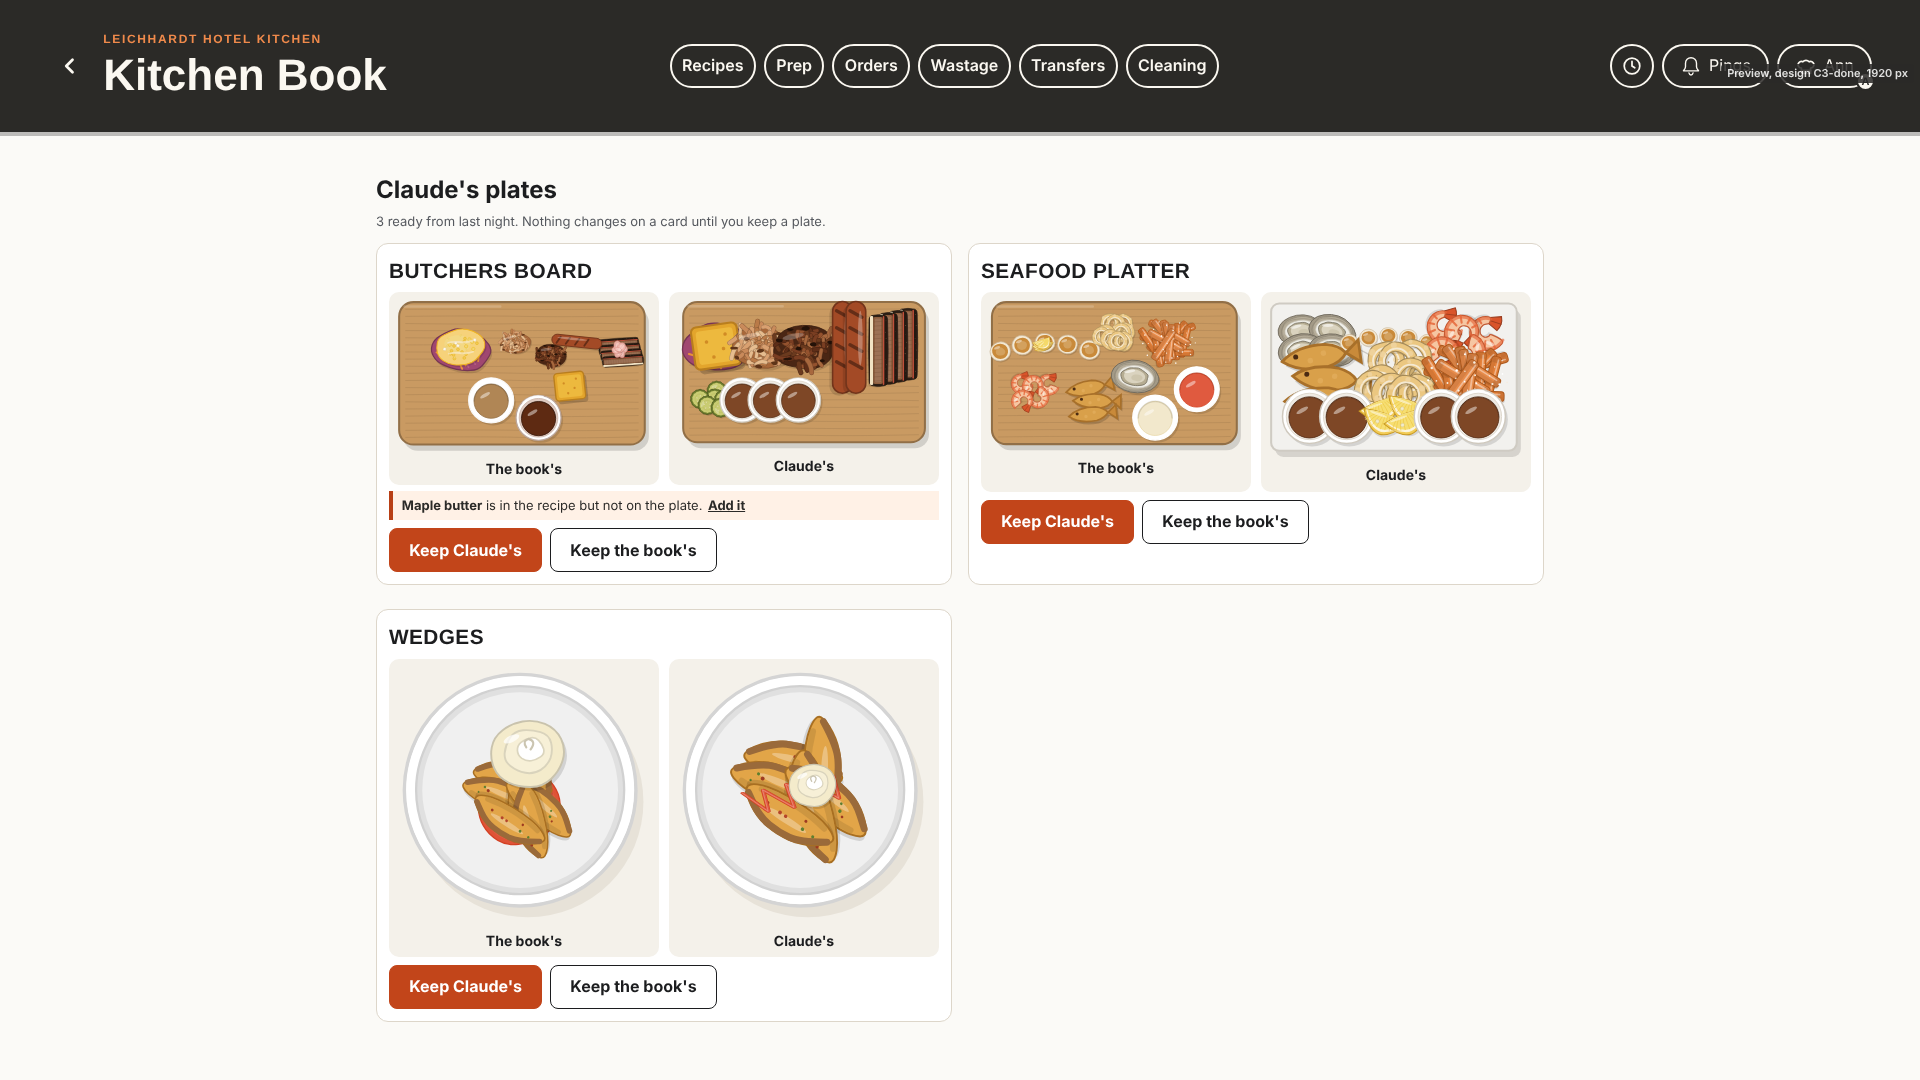 LEICHHARDT HOTEL KITCHEN
Kitchen Book
Recipes
Prep
Orders
Wastage
Transfers
Cleaning
Preview, design C3-done, 1920 px
Claude's plates
3 ready from last night. Nothing changes on a card until you keep a plate.
BUTCHERS BOARD
The book's
Claude's
Maple butter is in the recipe but not on the plate. Add it
Keep Claude's
Keep the book's
SEAFOOD PLATTER
The book's
Claude's
Keep Claude's
Keep the book's
WEDGES
The book's
Claude's
Keep Claude's
Keep the book's